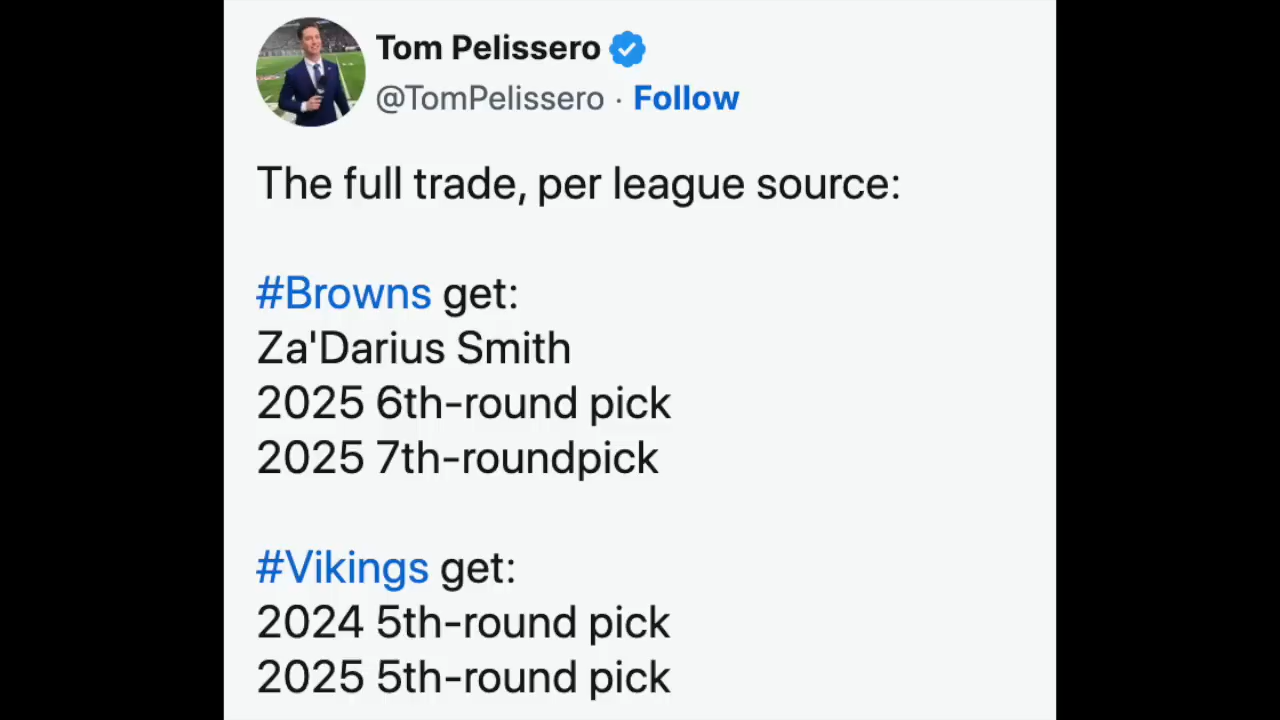 Tom Pelissero
@TomPelissero · Follow
The full trade, per league source:
#Browns get:
Za'Darius Smith
2025 6th-round pick
2025 7th-roundpick
#Vikings get:
2024 5th-round pick
2025 5th-round pick